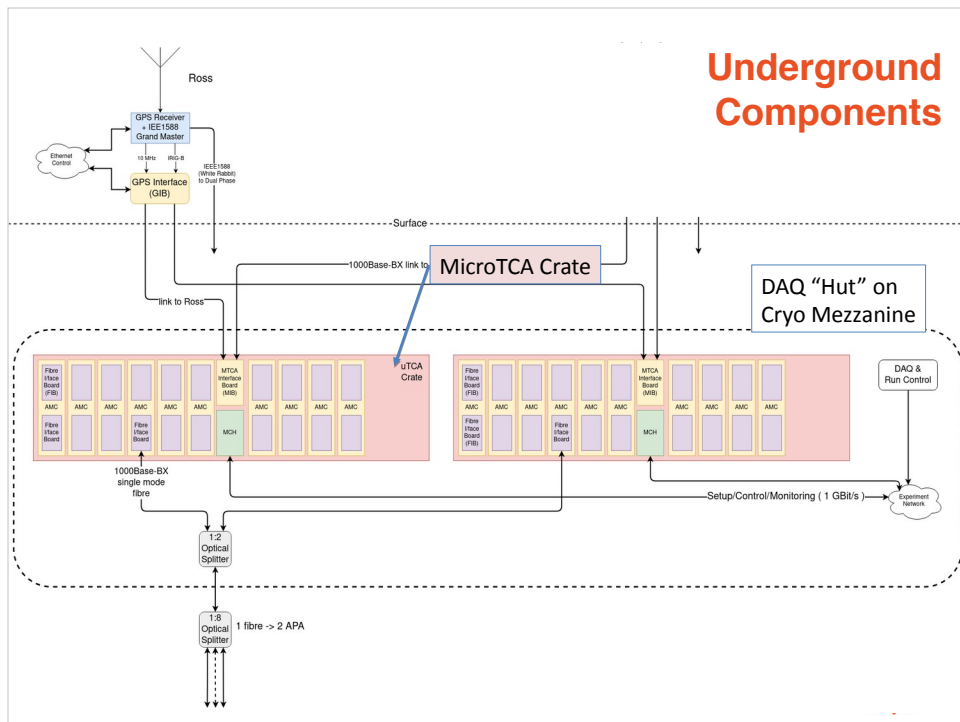 Underground
Components
Ross
GPS Receiver
+ IEE1588
Grand Master
Ethernet
Control
10 MHz
IRIG-B
IEEE1588
(White Rabbit)
to Dual Phase
GPS Interface
(GIB)
Surface
1000Base-BX link to
MicroTCA Crate
DAQ “Hut” on
Cryo Mezzanine
link to Ross
Fibre
I/face
Board
(FIB)
AMC
Fibre
I/face
Board
AMC
AMC
AMC
Fibre
I/face
Board
AMC
MTCA
Interface
Board
(MIB)
MCH
AMC
AMC
AMC
AMC
uTCA
Crate
Fibre
I/face
Board
(FIB)
AMC
Fibre
I/face
Board
(FIB)
AMC
AMC
AMC
Fibre
I/face
Board
AMC
MTCA
Interface
Board
(MIB)
MCH
AMC
AMC
AMC
AMC
DAQ &
Run Control
1000Base-BX
single mode
fibre
Setup/Control/Monitoring ( 1 GBit/s )
Experiment
Network
1:2
Optical
Splitter
1:8
Optical
Splitter
1 fibre -> 2 APA